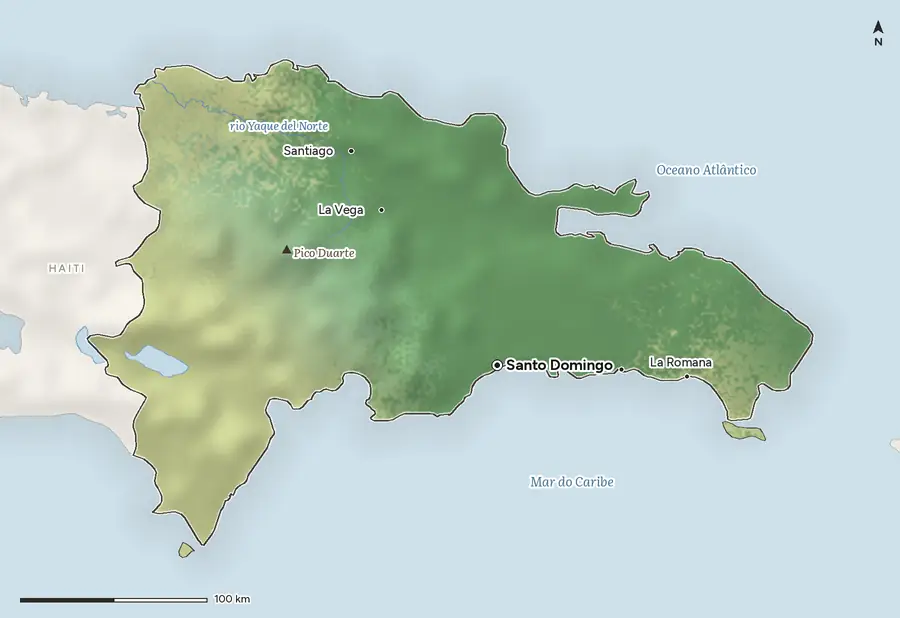 N
rio Yaque del Norte
Santiago
Oceano Atlântico
La Vega
Pico Duarte
HAITI
Santo Domingo
La Romana
Mar do Caribe
100 km